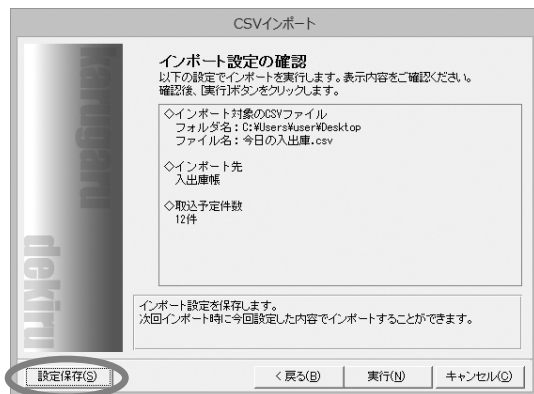 CSVインポート
karugaru
dekiru
インポート設定の確認
以下の設定でインポートを実行します。表示内容をご確認ください。
確認後、[実行]ボタンをクリックします。
◇インポート対象のCSVファイル
フォルダ名:C:¥Users¥user¥Desktop
ファイル名:今日の入出庫.csv
◇インポート先
入出庫帳
◇取込予定件数
12件
インポート設定を保存します。
次回インポート時に今回設定した内容でインポートすることができます。
設定保存(S)
< 戻る(B)
実行(N)
キャンセル(C)